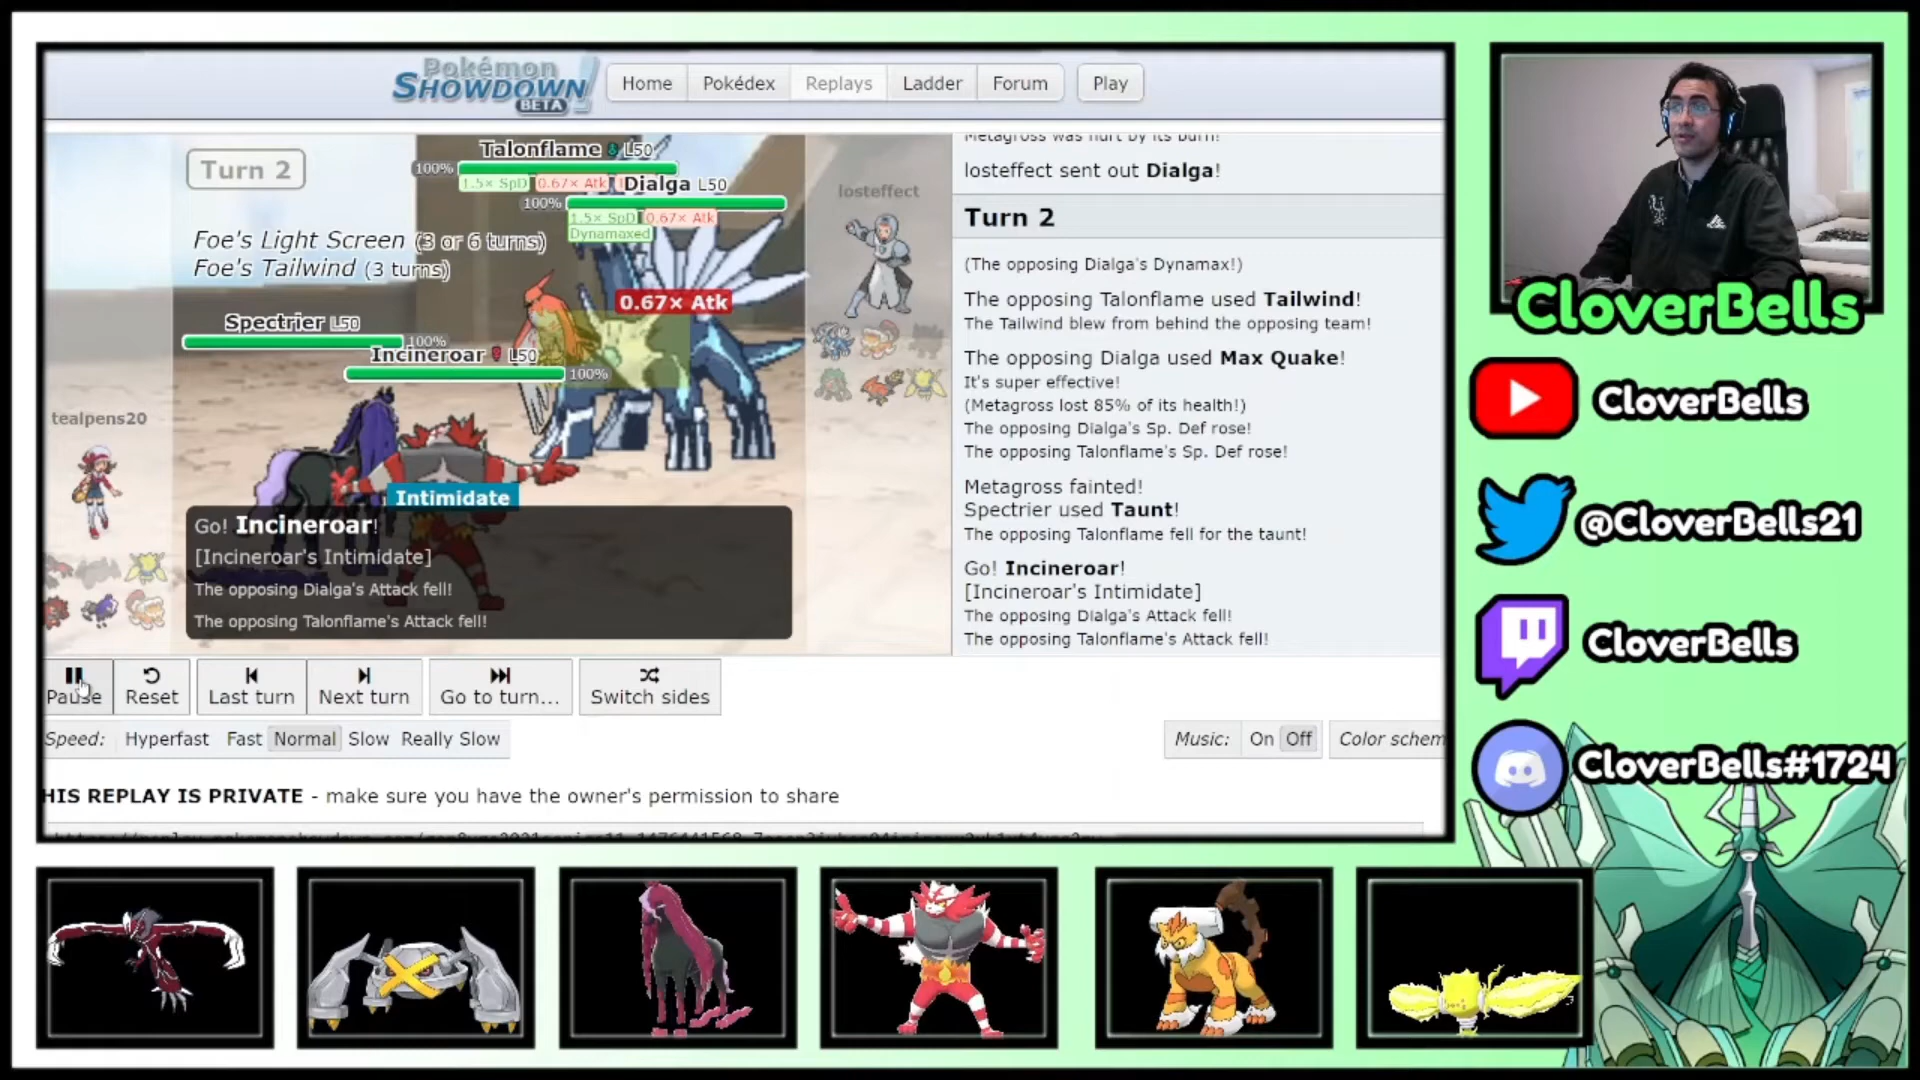 Pokémon
SHOWDOWN!
BETA
Home
Pokédex
Replays
Ladder
Forum
Play
Turn 2
Talonflame L50
100%
1.5× SpD 0.67× Atk
Dialga L50
100%
1.5× SpD 0.67× Atk
Dynamaxed
Foe's Light Screen (3 or 6 turns)
Foe's Tailwind (3 turns)
0.67× Atk
Spectrier L50
100%
Incineroar L50
100%
tealpens20
losteffect
Intimidate
Go! Incineroar!
[Incineroar's Intimidate]
The opposing Dialga's Attack fell!
The opposing Talonflame's Attack fell!
Metagross was hurt by its burn!
losteffect sent out Dialga!
Turn 2
(The opposing Dialga's Dynamax!)
The opposing Talonflame used Tailwind!
The Tailwind blew from behind the opposing team!
The opposing Dialga used Max Quake!
It's super effective!
(Metagross lost 85% of its health!)
The opposing Dialga's Sp. Def rose!
The opposing Talonflame's Sp. Def rose!
Metagross fainted!
Spectrier used Taunt!
The opposing Talonflame fell for the taunt!
Go! Incineroar!
[Incineroar's Intimidate]
The opposing Dialga's Attack fell!
The opposing Talonflame's Attack fell!
Pause
Reset
Last turn
Next turn
Go to turn...
Switch sides
Speed: Hyperfast Fast Normal Slow Really Slow
Music: On Off
Color schem
HIS REPLAY IS PRIVATE - make sure you have the owner's permission to share
CloverBells
CloverBells
@CloverBells21
CloverBells
CloverBells#1724